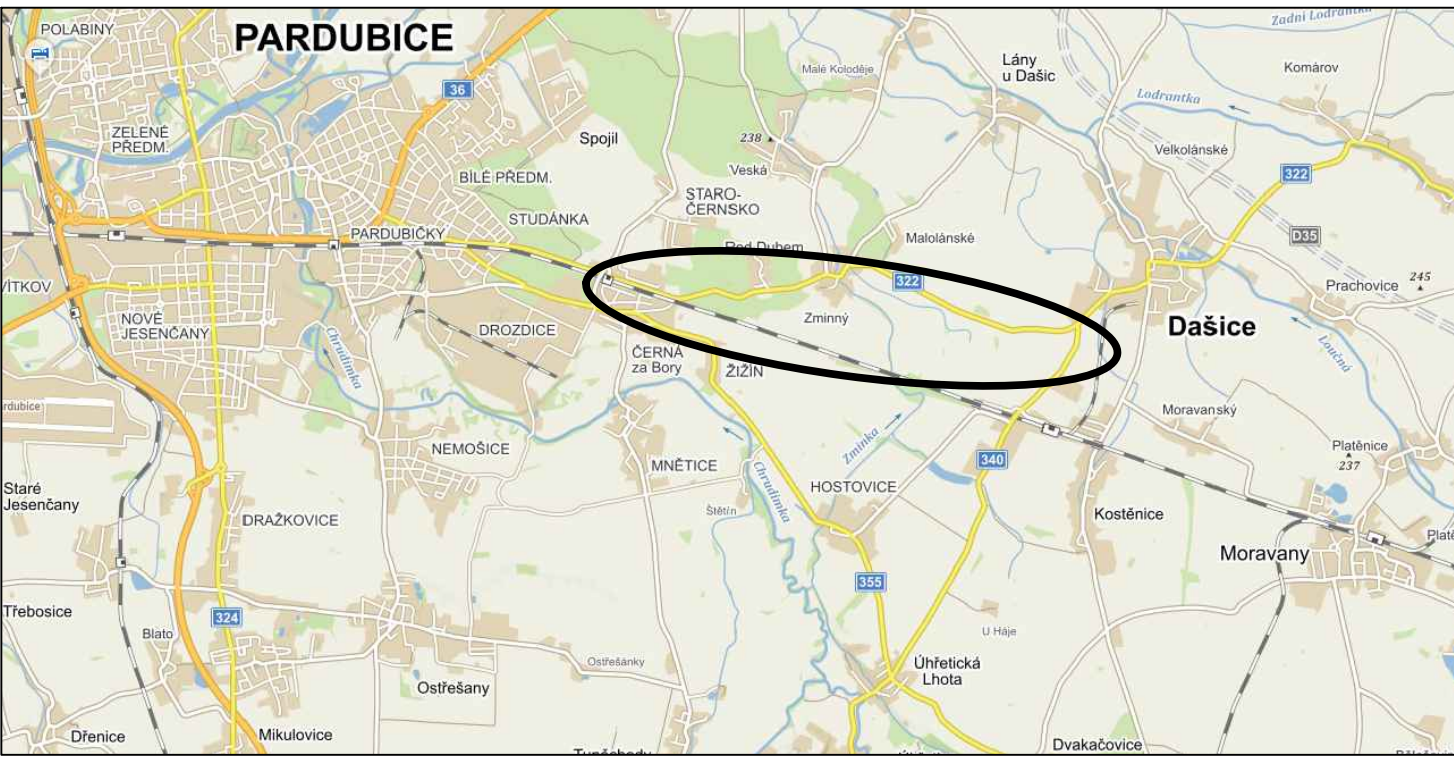 POLABINY
PARDUBICE
Zadní Lodrantka
Malé Koloděje
Lány
u Dašic
Komárov
36
Lodrantka
ZELENÉ
PŘEDM.
Spojil
238
Velkolánské
BÍLÉ PŘEDM.
Veská
322
STARO-
ČERNSKO
STUDÁNKA
PARDUBIČKY
Pod Dubem
Malolánské
D35
VÍTKOV
322
Prachovice
245
NOVÉ
JESENČANY
DROZDICE
Zminný
Dašice
Chrudimka
ČERNÁ
za Bory
ŽIŽÍN
Loučná
Moravanský
NEMOŠICE
Zminka
Platěnice
237
MNĚTICE
340
Staré
Jesenčany
Chrudimka
HOSTOVICE
DRAŽKOVICE
Štětín
Kostěnice
Moravany
355
Třebosice
324
Blato
U Háje
Ostřešánky
Úhřetická
Lhota
Ostřešany
Dřenice
Mikulovice
Dvakačovice